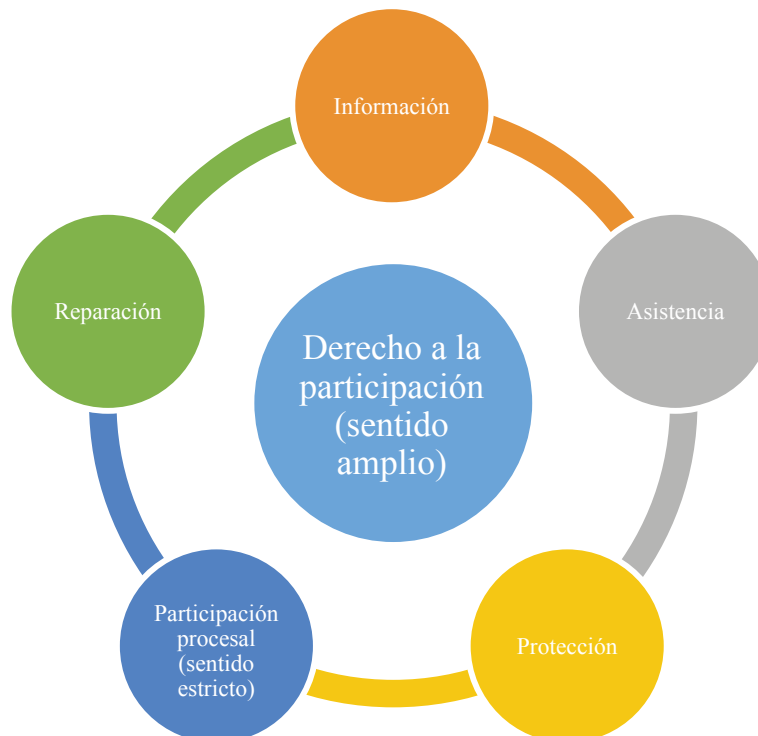 Información
Reparación
Asistencia
Derecho a la
participación
(sentido
amplio)
Participación
procesal
(sentido
estricto)
Protección